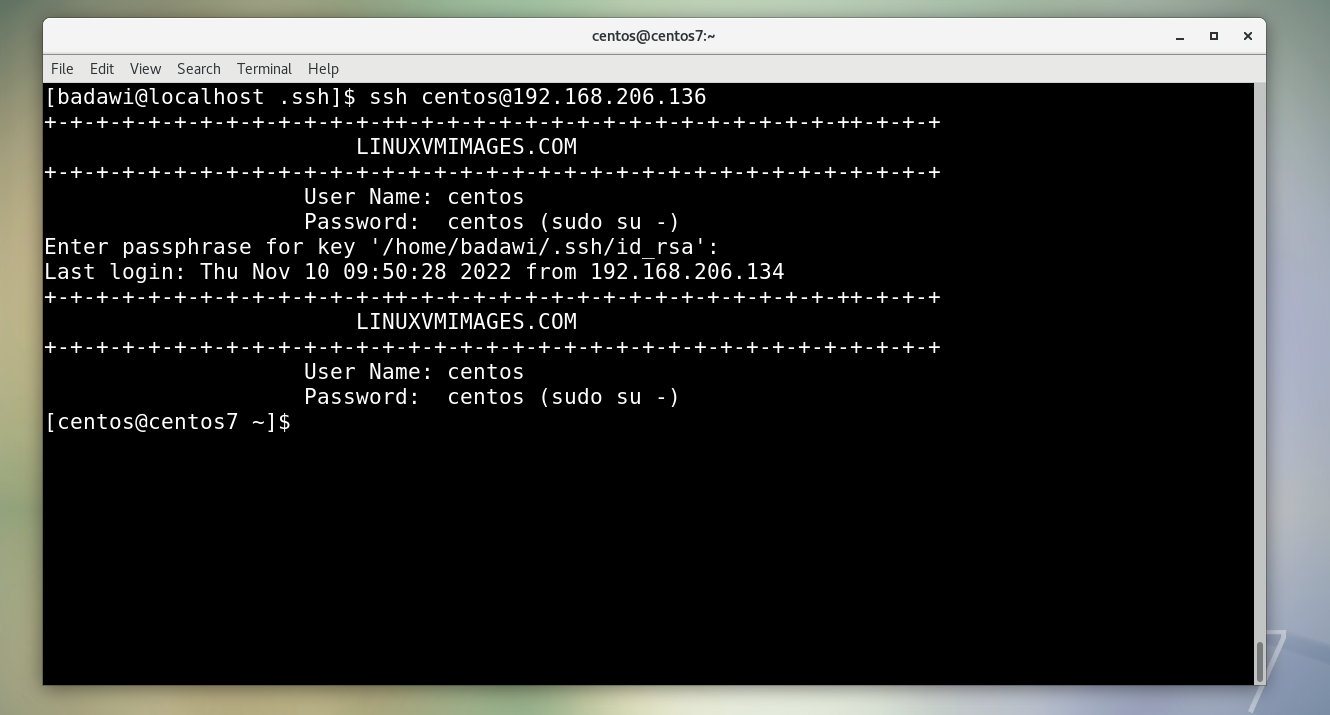 centos@centos7:~
File Edit View Search Terminal Help
[badawi@localhost .ssh]$ ssh centos@192.168.206.136
+-+-+-+-+-+-+-+-+-+-+-+-+-++-+-+-+-+-+-+-+-+-+-+-+-+-+-+-+-+-++-+-+-+
LINUXVMIMAGES.COM
+-+-+-+-+-+-+-+-+-+-+-+-+-+-+-+-+-+-+-+-+-+-+-+-+-+-+-+-+-+-+-+-+-+-+
User Name: centos
Password:  centos (sudo su -)
Enter passphrase for key '/home/badawi/.ssh/id_rsa':
Last login: Thu Nov 10 09:50:28 2022 from 192.168.206.134
+-+-+-+-+-+-+-+-+-+-+-+-+-++-+-+-+-+-+-+-+-+-+-+-+-+-+-+-+-+-++-+-+-+
LINUXVMIMAGES.COM
+-+-+-+-+-+-+-+-+-+-+-+-+-+-+-+-+-+-+-+-+-+-+-+-+-+-+-+-+-+-+-+-+-+-+
User Name: centos
Password:  centos (sudo su -)
[centos@centos7 ~]$
7